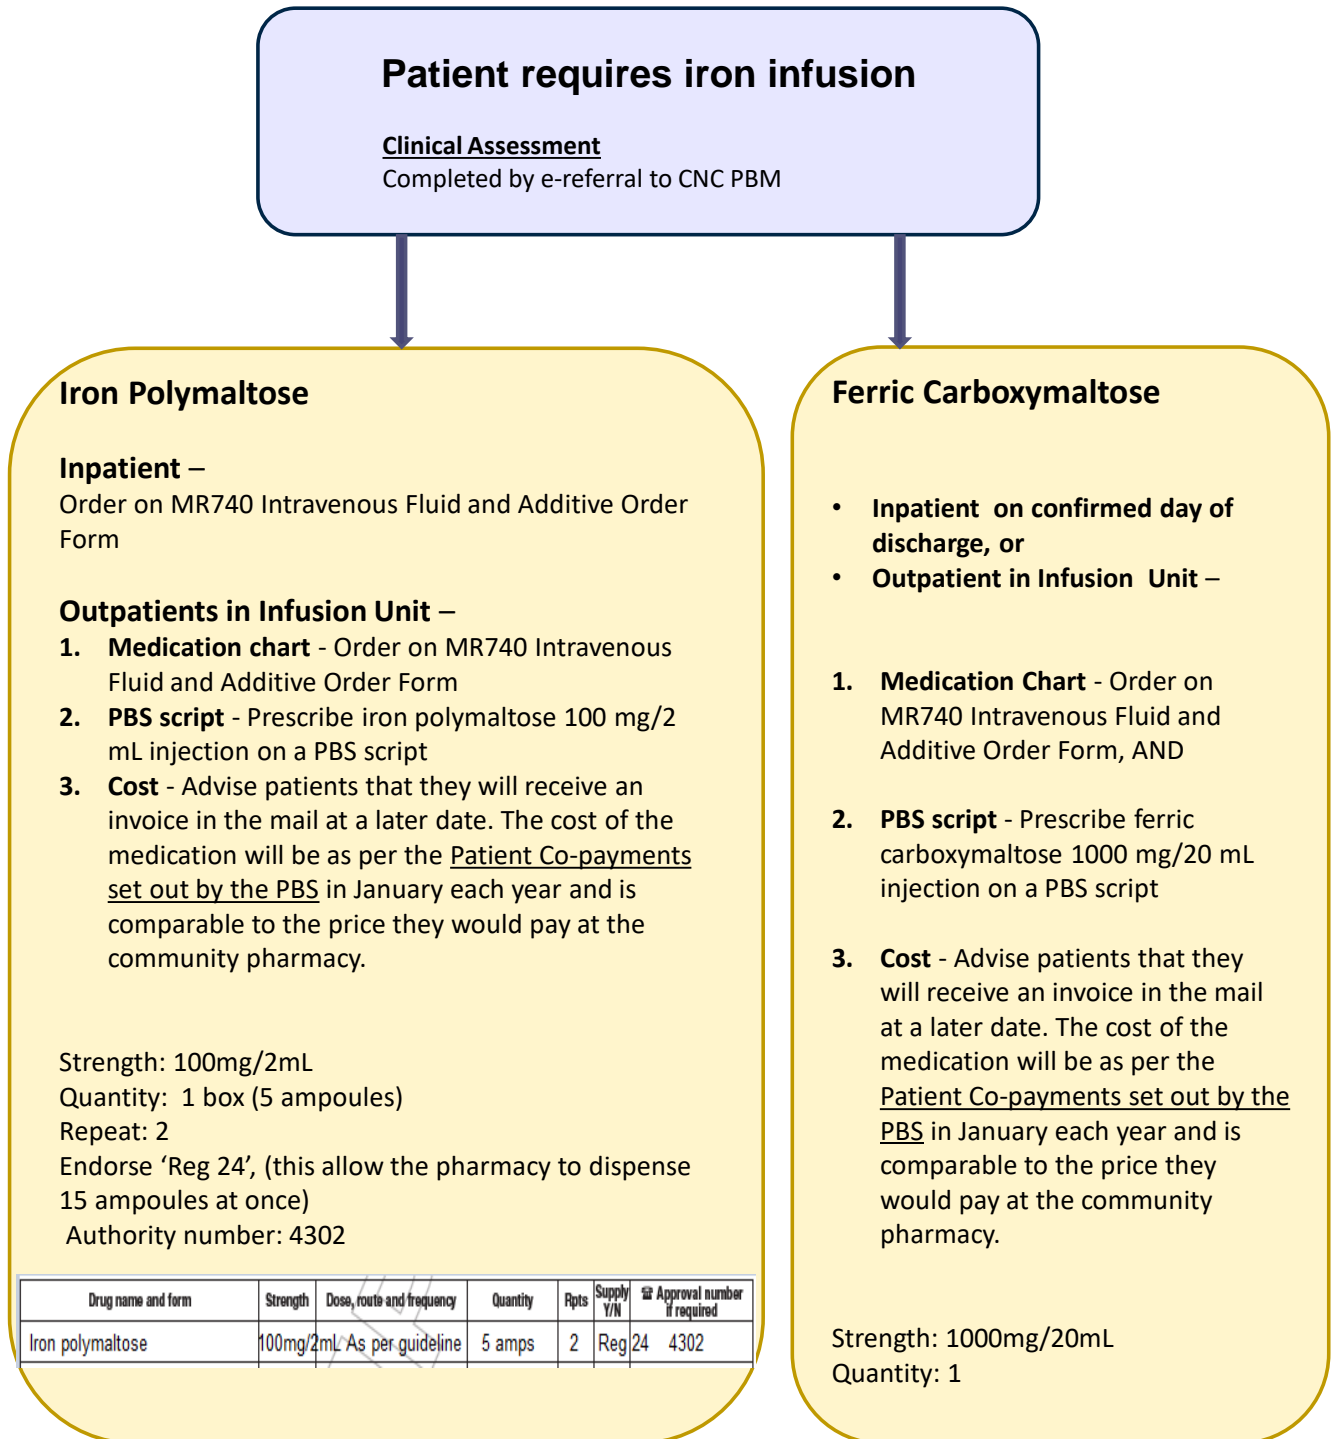 Patient requires iron infusion
Clinical Assessment
Completed by e-referral to CNC PBM
Iron Polymaltose
Inpatient –
Order on MR740 Intravenous Fluid and Additive Order
Form
Outpatients in Infusion Unit –
1. Medication chart - Order on MR740 Intravenous
Fluid and Additive Order Form
2. PBS script - Prescribe iron polymaltose 100 mg/2
mL injection on a PBS script
3. Cost - Advise patients that they will receive an
invoice in the mail at a later date. The cost of the
medication will be as per the Patient Co-payments
set out by the PBS in January each year and is
comparable to the price they would pay at the
community pharmacy.
Strength: 100mg/2mL
Quantity: 1 box (5 ampoules)
Repeat: 2
Endorse ‘Reg 24’, (this allow the pharmacy to dispense
15 ampoules at once)
Authority number: 4302
Drug name and form Strength Dose, route and frequency Quantity Rpts Supply Y/N ☎ Approval number if required
Iron polymaltose 100mg/2mL As per guideline 5 amps 2 Reg 24 4302
Ferric Carboxymaltose
• Inpatient on confirmed day of
discharge, or
• Outpatient in Infusion Unit –
1. Medication Chart - Order on
MR740 Intravenous Fluid and
Additive Order Form, AND
2. PBS script - Prescribe ferric
carboxymaltose 1000 mg/20 mL
injection on a PBS script
3. Cost - Advise patients that they
will receive an invoice in the mail
at a later date. The cost of the
medication will be as per the
Patient Co-payments set out by the
PBS in January each year and is
comparable to the price they
would pay at the community
pharmacy.
Strength: 1000mg/20mL
Quantity: 1